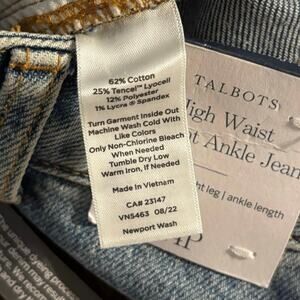 62% Cotton
25% Tencel™ Lyocell
12% Polyester
1% Lycra® Spandex
Turn Garment Inside Out
Machine Wash Cold With
Like Colors
Only Non-Chlorine Bleach
When Needed
Tumble Dry Low
Warm Iron, If Needed
Made in Vietnam
CA# 23147
VN5463 08/22
Newport Wash
TALBOTS
High Waist
Ankle Jean
leg | ankle length
dyeing process